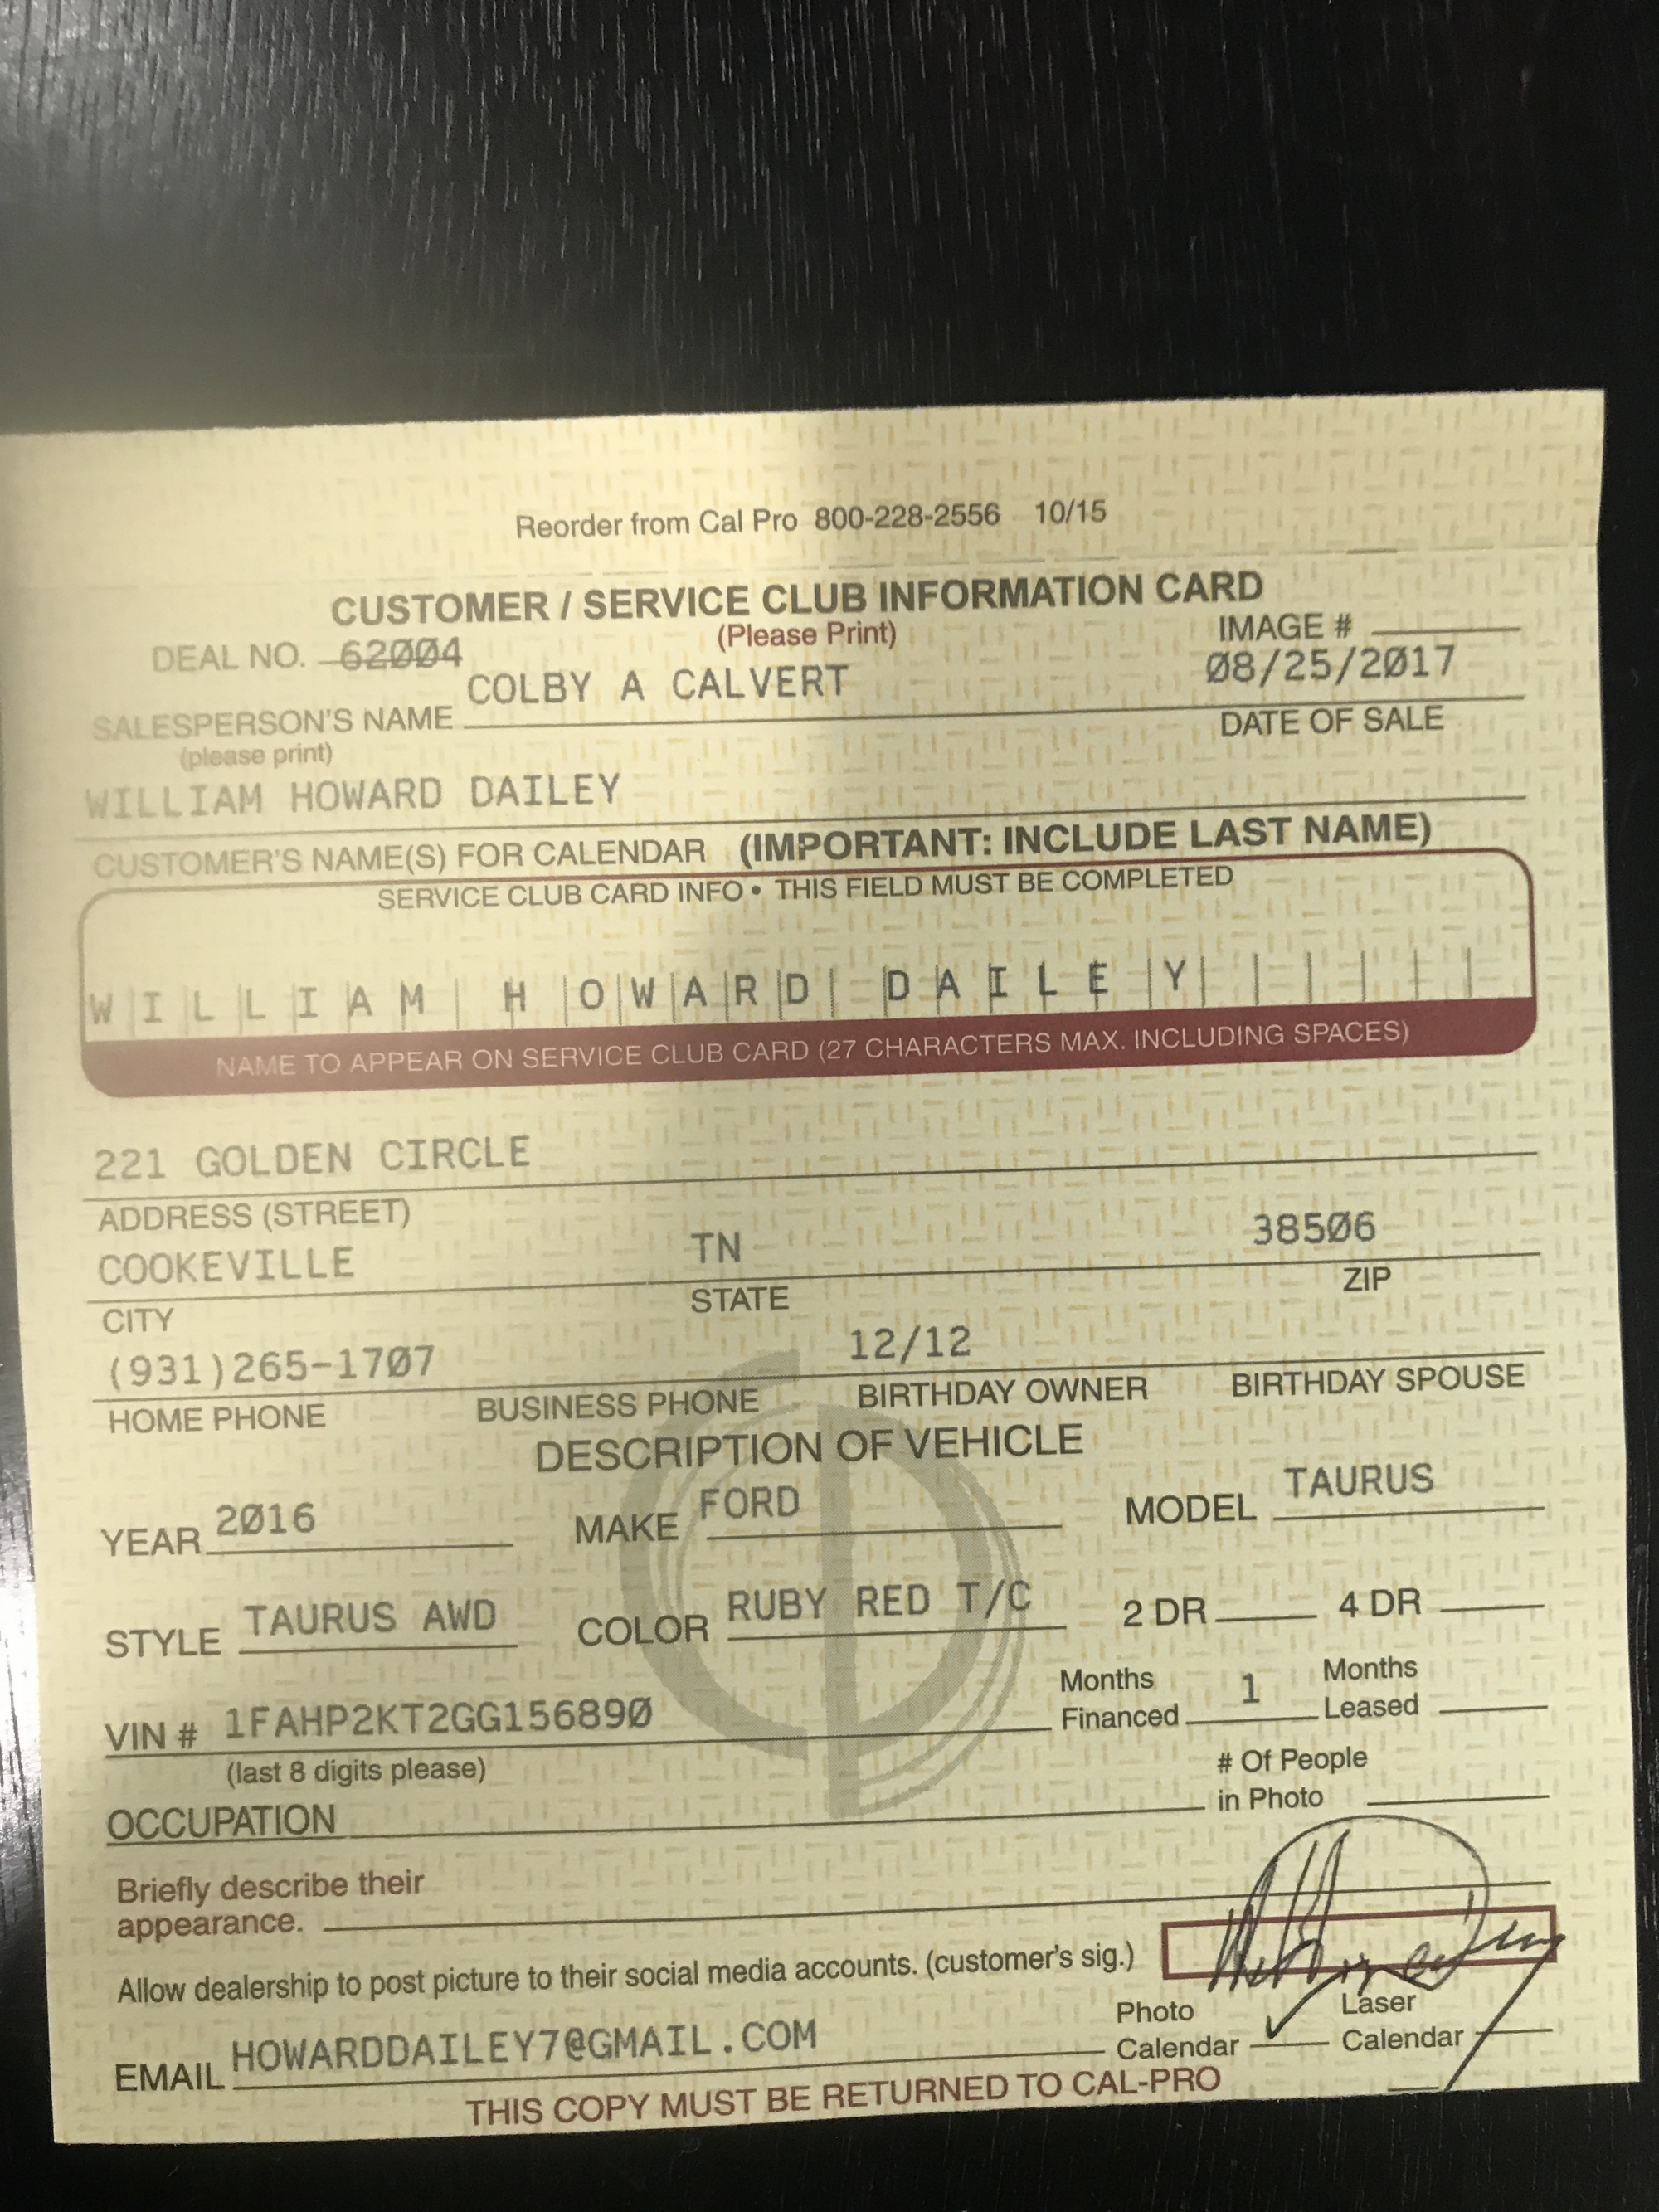 Reorder from Cal Pro 800-228-2556 10/15
CUSTOMER / SERVICE CLUB INFORMATION CARD
(Please Print)
IMAGE #
DEAL NO. 62004
08/25/2017
COLBY A CALVERT
SALESPERSON'S NAME
DATE OF SALE
(please print)
WILLIAM HOWARD DAILEY
CUSTOMER'S NAME(S) FOR CALENDAR (IMPORTANT: INCLUDE LAST NAME)
SERVICE CLUB CARD INFO • THIS FIELD MUST BE COMPLETED
WILLIAM HOWARD DAILEY
NAME TO APPEAR ON SERVICE CLUB CARD (27 CHARACTERS MAX. INCLUDING SPACES)
221 GOLDEN CIRCLE
ADDRESS (STREET)
COOKEVILLE TN 38506
CITY STATE ZIP
(931)265-1707 12/12
HOME PHONE BUSINESS PHONE BIRTHDAY OWNER BIRTHDAY SPOUSE
DESCRIPTION OF VEHICLE
YEAR 2016 MAKE FORD MODEL TAURUS
STYLE TAURUS AWD COLOR RUBY RED T/C 2 DR 4 DR
VIN # 1FAHP2KT2GG156890 Months Financed 1 Months Leased
(last 8 digits please)
# Of People in Photo
OCCUPATION
Briefly describe their
appearance.
Allow dealership to post picture to their social media accounts. (customer's sig.)
Photo Calendar Laser Calendar
EMAIL HOWARDDAILEY7@GMAIL.COM
THIS COPY MUST BE RETURNED TO CAL-PRO